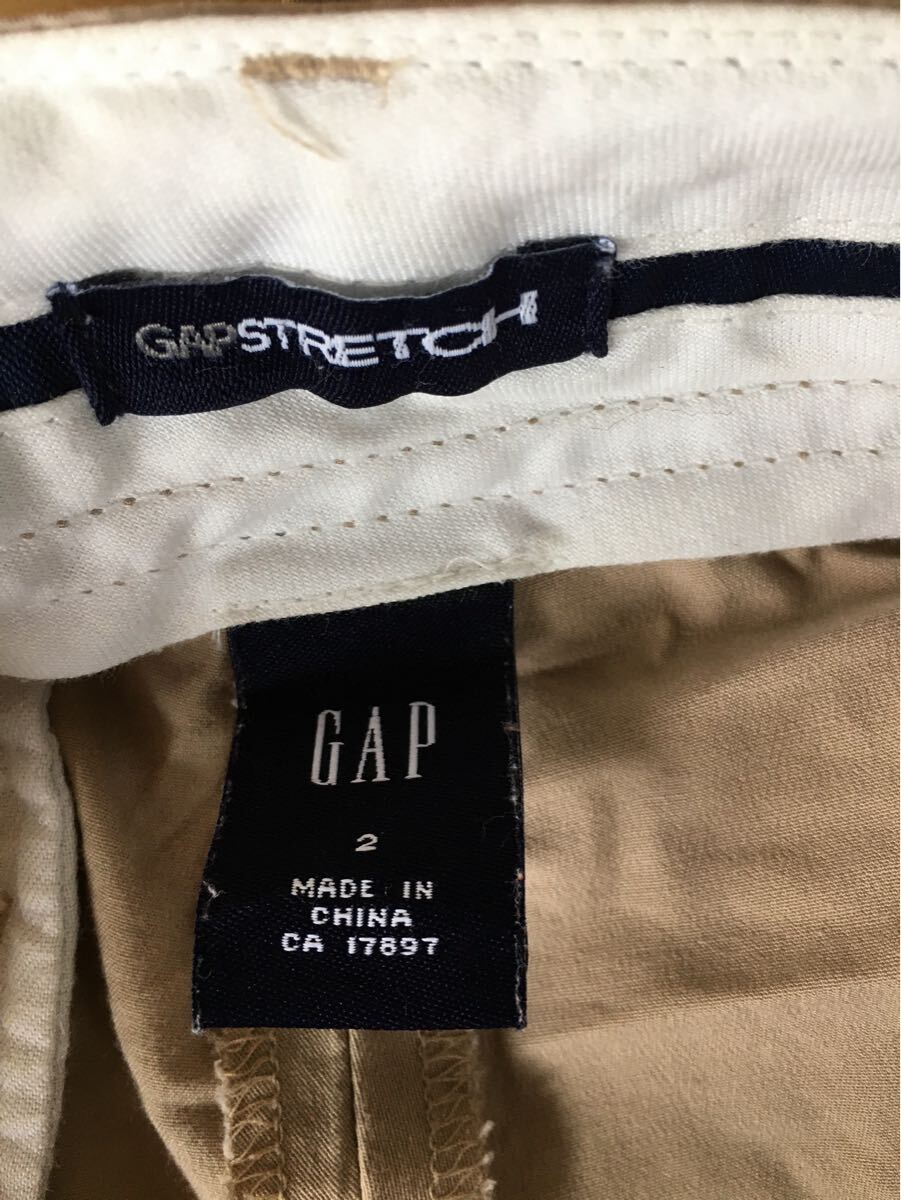 GAPSTRETCH
GAP
2
MADE IN
CHINA
CA 17897